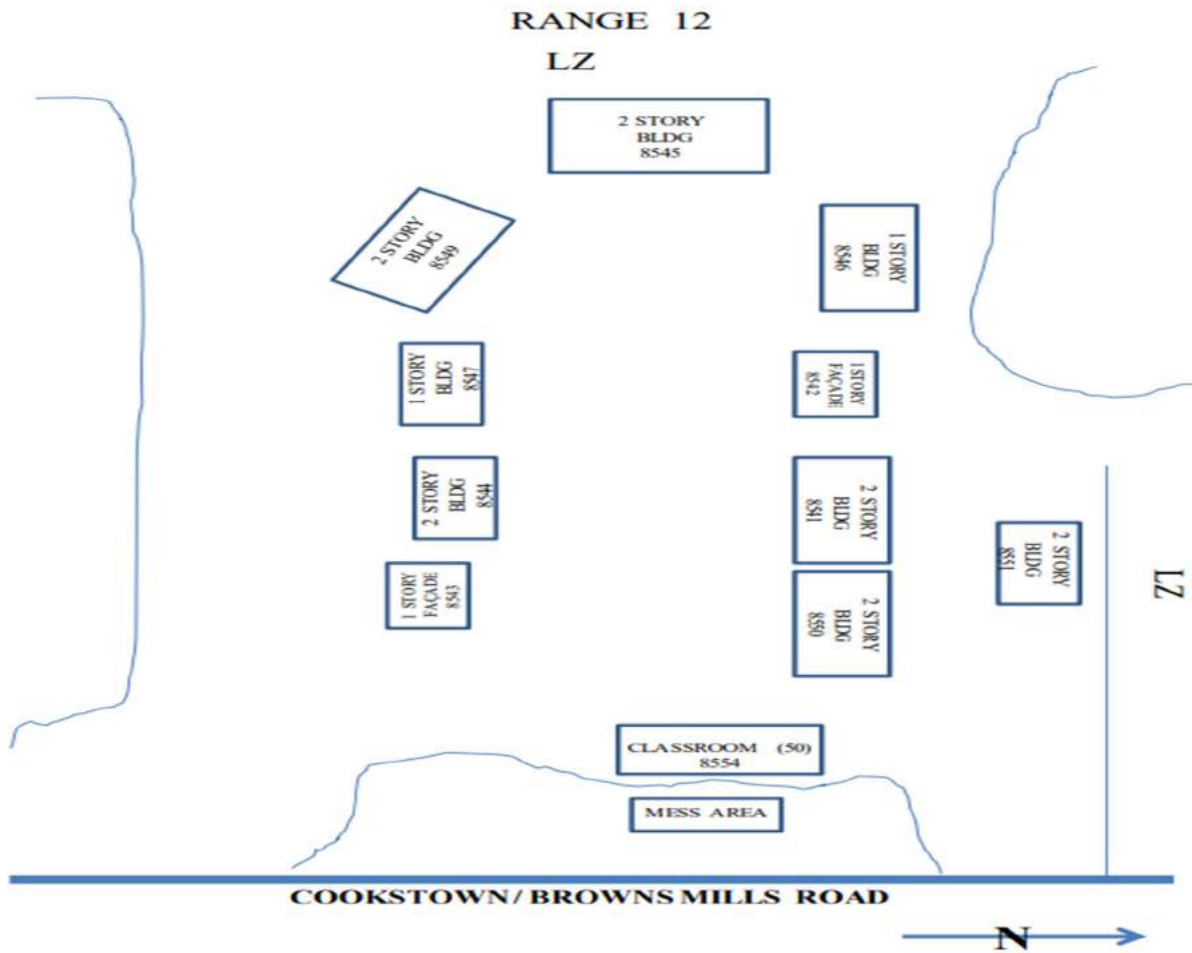 RANGE 12
LZ
2 STORY
BLDG
8545
2 STORY
BLDG
8549
1 STORY
BLDG
8546
1 STORY
BLDG
8547
1STORY
FAÇADE
8542
2 STORY
BLDG
8544
2 STORY
BLDG
8541
2 STORY
BLDG
8551
LZ
1 STORY
FAÇADE
8543
2 STORY
BLDG
8550
CLASSROOM (50)
8554
MESS AREA
COOKSTOWN/BROWNS MILLS ROAD
N